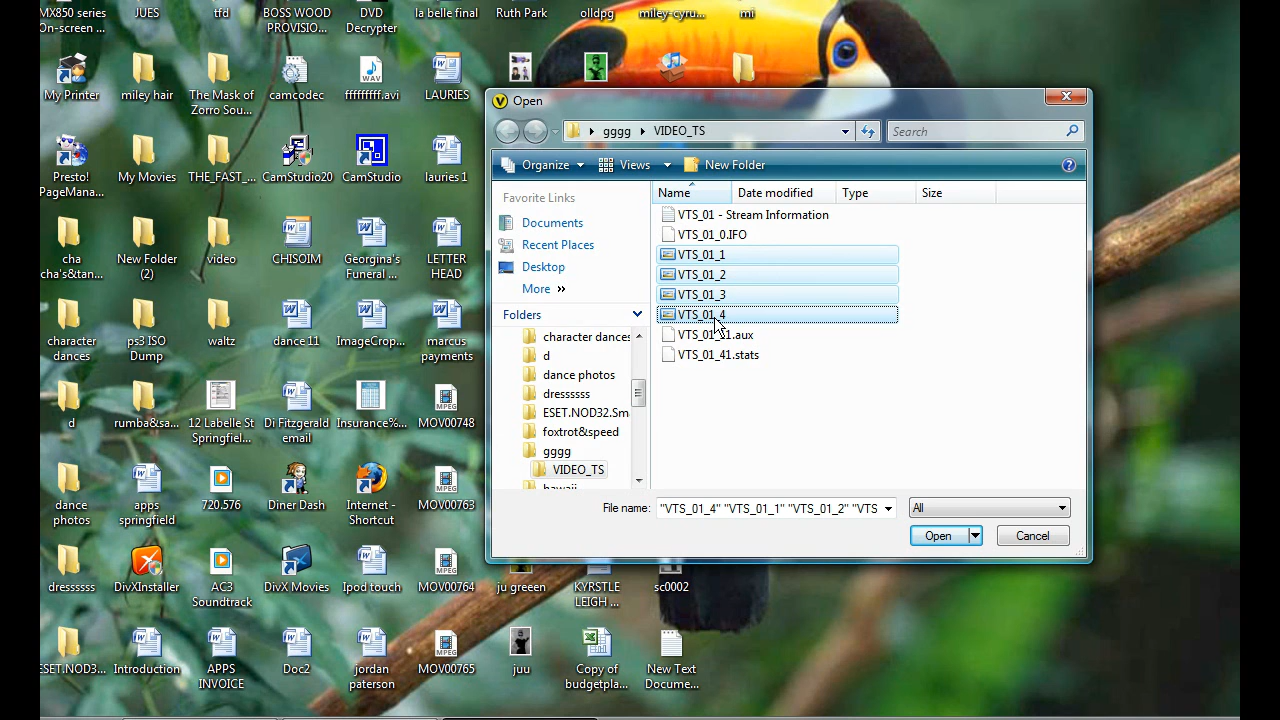 MX850 series
On-screen ...
JUES
tfd
BOSS WOOD
PROVISIO...
DVD
Decrypter
la belle final
Ruth Park
olldpg
miley-cyru...
mi
My Printer
miley hair
The Mask of
Zorro Sou...
camcodec
WAV
fffffffff.avi
LAURIES
Presto!
PageMana...
My Movies
THE_FAST_...
CamStudio20
CamStudio
lauries 1
cha
cha's&tan...
New Folder
(2)
video
CHISOIM
Georgina's
Funeral ...
LETTER
HEAD
character
dances
ps3 ISO
Dump
waltz
dance 11
ImageCrop...
marcus
payments
d
rumba&sa...
12 Labelle St
Springfiel...
Di Fitzgerald
email
Insurance%...
MPEG
MOV00748
dance
photos
apps
springfield
720.576
Diner Dash
Internet -
Shortcut
MPEG
MOV00763
dressssss
DivXInstaller
AC3
Soundtrack
DivX Movies
Ipod touch
MPEG
MOV00764
ju greeen
KYRSTLE
LEIGH ...
sc0002
ESET.NOD3...
Introduction
APPS
INVOICE
Doc2
jordan
paterson
MPEG
MOV00765
juu
Copy of
budgetpla...
New Text
Docume...
Open
gggg
VIDEO_TS
Search
Organize
Views
New Folder
Favorite Links
Documents
Recent Places
Desktop
More »
Folders
character dances
d
dance photos
dressssss
ESET.NOD32.Sm
foxtrot&speed
gggg
VIDEO_TS
hawaii
Name
Date modified
Type
Size
VTS_01 - Stream Information
VTS_01_0.IFO
VTS_01_1
VTS_01_2
VTS_01_3
VTS_01_4
VTS_01_41.stats
File name:
"VTS_01_4" "VTS_01_1" "VTS_01_2" "VTS
All
Open
Cancel